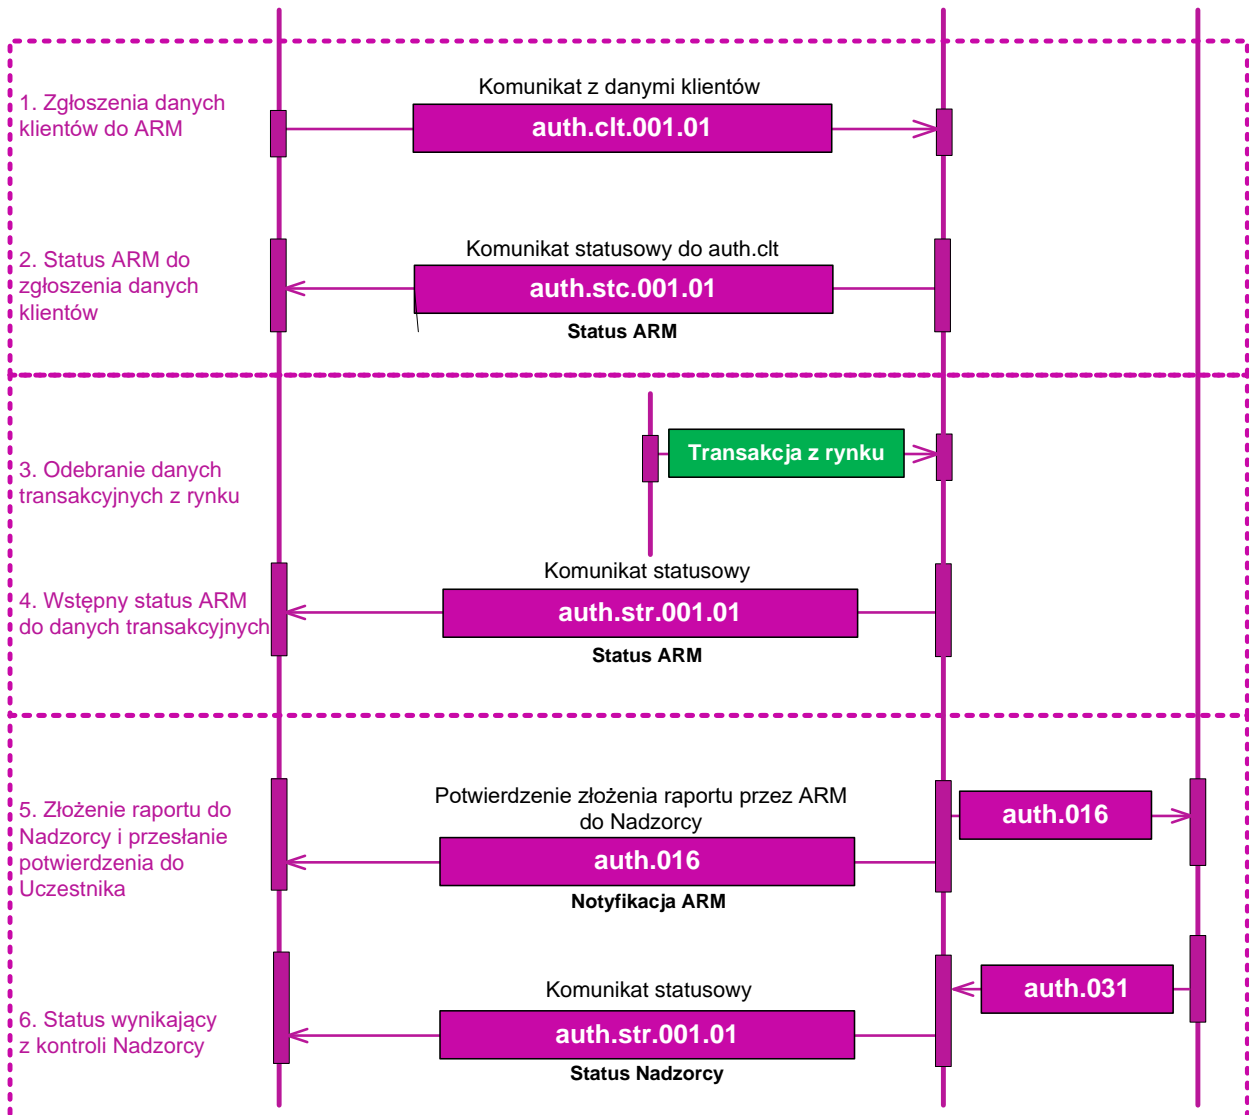 1. Zgłoszenia danych
klientów do ARM
Komunikat z danymi klientów
auth.clt.001.01
2. Status ARM do
zgłoszenia danych
klientów
Komunikat statusowy do auth.clt
auth.stc.001.01
Status ARM
3. Odebranie danych
transakcyjnych z rynku
Transakcja z rynku
4. Wstępny status ARM
do danych transakcyjnych
Komunikat statusowy
auth.str.001.01
Status ARM
5. Złożenie raportu do
Nadzorcy i przesłanie
potwierdzenia do
Uczestnika
Potwierdzenie złożenia raportu przez ARM
do Nadzorcy
auth.016
Notyfikacja ARM
auth.016
6. Status wynikający
z kontroli Nadzorcy
Komunikat statusowy
auth.str.001.01
Status Nadzorcy
auth.031